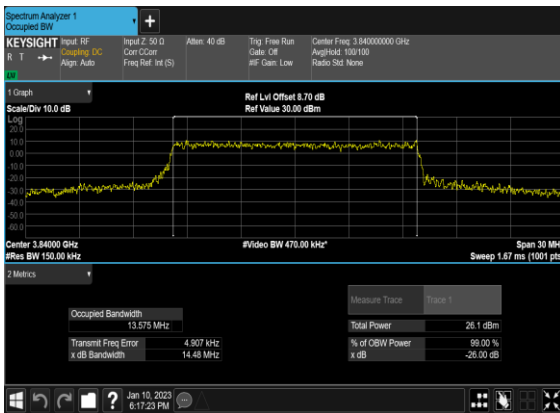 Spectrum Analyzer 1
Occupied BW
+
KEYSIGHT
R T
LV
Input: RF
Coupling: DC
Align: Auto
Input Z: 50 Ω
Corr CCorr
Freq Ref: Int (S)
Atten: 40 dB
Trig: Free Run
Gate: Off
#IF Gain: Low
Center Freq: 3.840000000 GHz
Avg|Hold: 100/100
Radio Std: None
1 Graph
Scale/Div 10.0 dB
Ref Lvl Offset 8.70 dB
Ref Value 30.00 dBm
Log
20.0
10.0
0.00
-10.0
-20.0
-30.0
-40.0
-50.0
-60.0
Center 3.84000 GHz
#Res BW 150.00 kHz
#Video BW 470.00 kHz*
Span 30 MH
Sweep 1.67 ms (1001 pts
2 Metrics
Measure Trace Trace 1
Occupied Bandwidth
13.575 MHz
Total Power 26.1 dBm
Transmit Freq Error 4.907 kHz
% of OBW Power 99.00 %
x dB Bandwidth 14.48 MHz
x dB -26.00 dB
?
Jan 10, 2023
6:17:23 PM